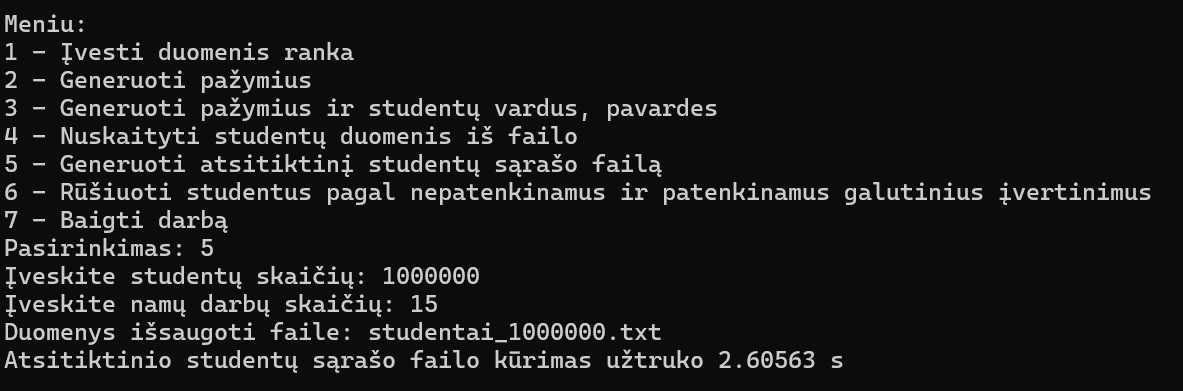 Meniu:
1 - Įvesti duomenis ranka
2 - Generuoti pažymius
3 - Generuoti pažymius ir studentų vardus, pavardes
4 - Nuskaityti studentų duomenis iš failo
5 - Generuoti atsitiktinį studentų sąrašo failą
6 - Rūšiuoti studentus pagal nepatenkinamus ir patenkinamus galutinius įvertinimus
7 - Baigti darbą
Pasirinkimas: 5
Įveskite studentų skaičių: 1000000
Įveskite namų darbų skaičių: 15
Duomenys išsaugoti faile: studentai_1000000.txt
Atsitiktinio studentų sąrašo failo kūrimas užtruko 2.60563 s